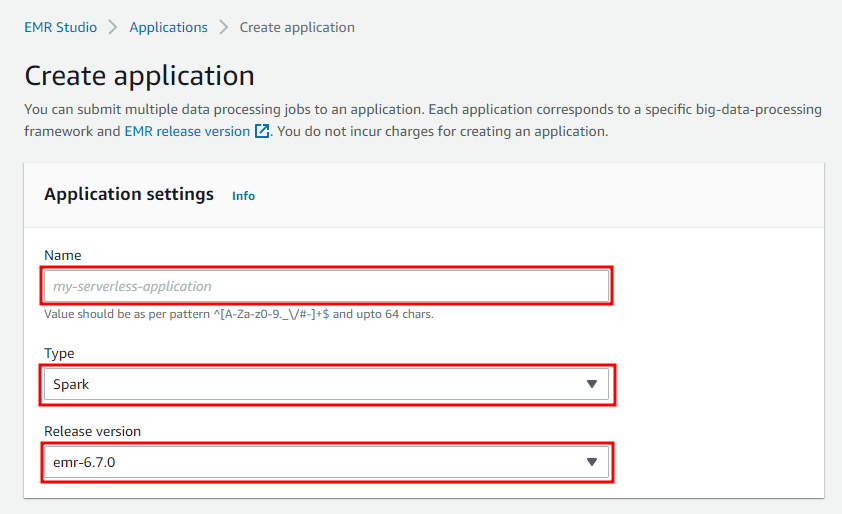 EMR Studio > Applications > Create application
Create application
You can submit multiple data processing jobs to an application. Each application corresponds to a specific big-data-processing
framework and EMR release version. You do not incur charges for creating an application.
Application settings Info
Name
my-serverless-application
Value should be as per pattern ^[A-Za-z0-9._\/#-]+$ and upto 64 chars.
Type
Spark
Release version
emr-6.7.0